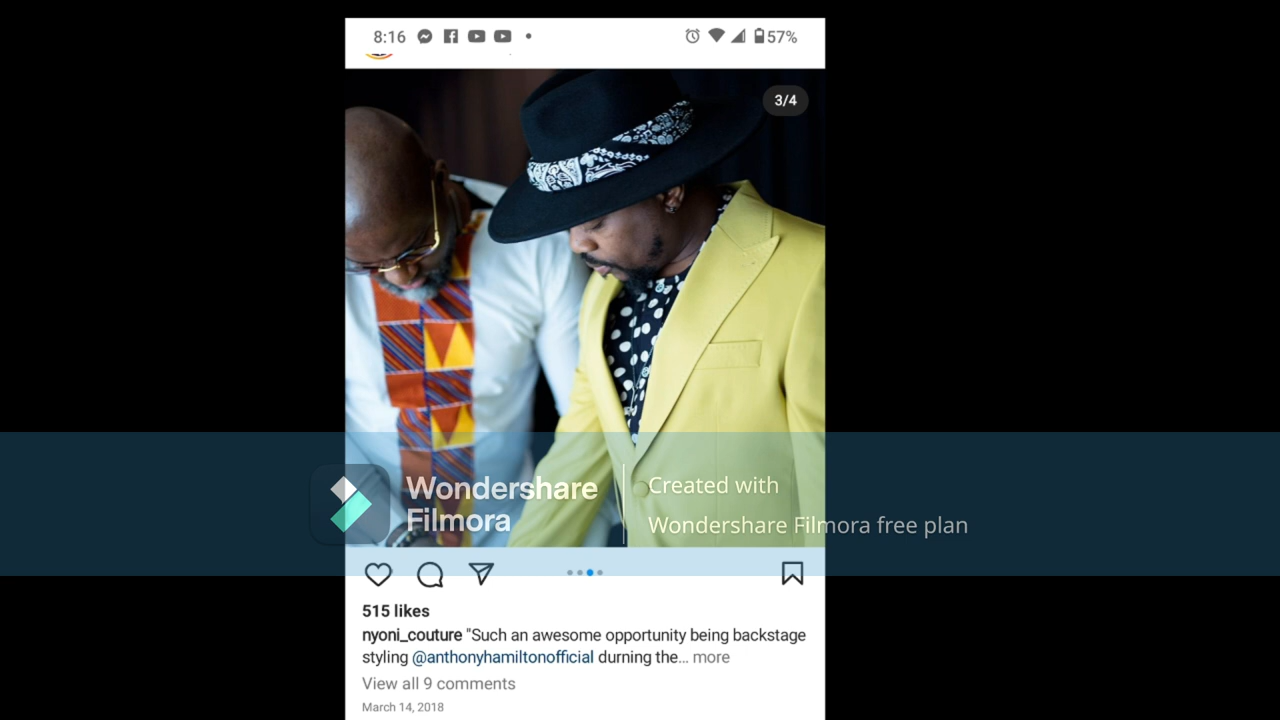 8:16
57%
3/4
Wondershare
Filmora
Created with
Wondershare Filmora free plan
515 likes
nyoni_couture "Such an awesome opportunity being backstage
styling @anthonyhamiltonofficial durning the... more
View all 9 comments
March 14, 2018